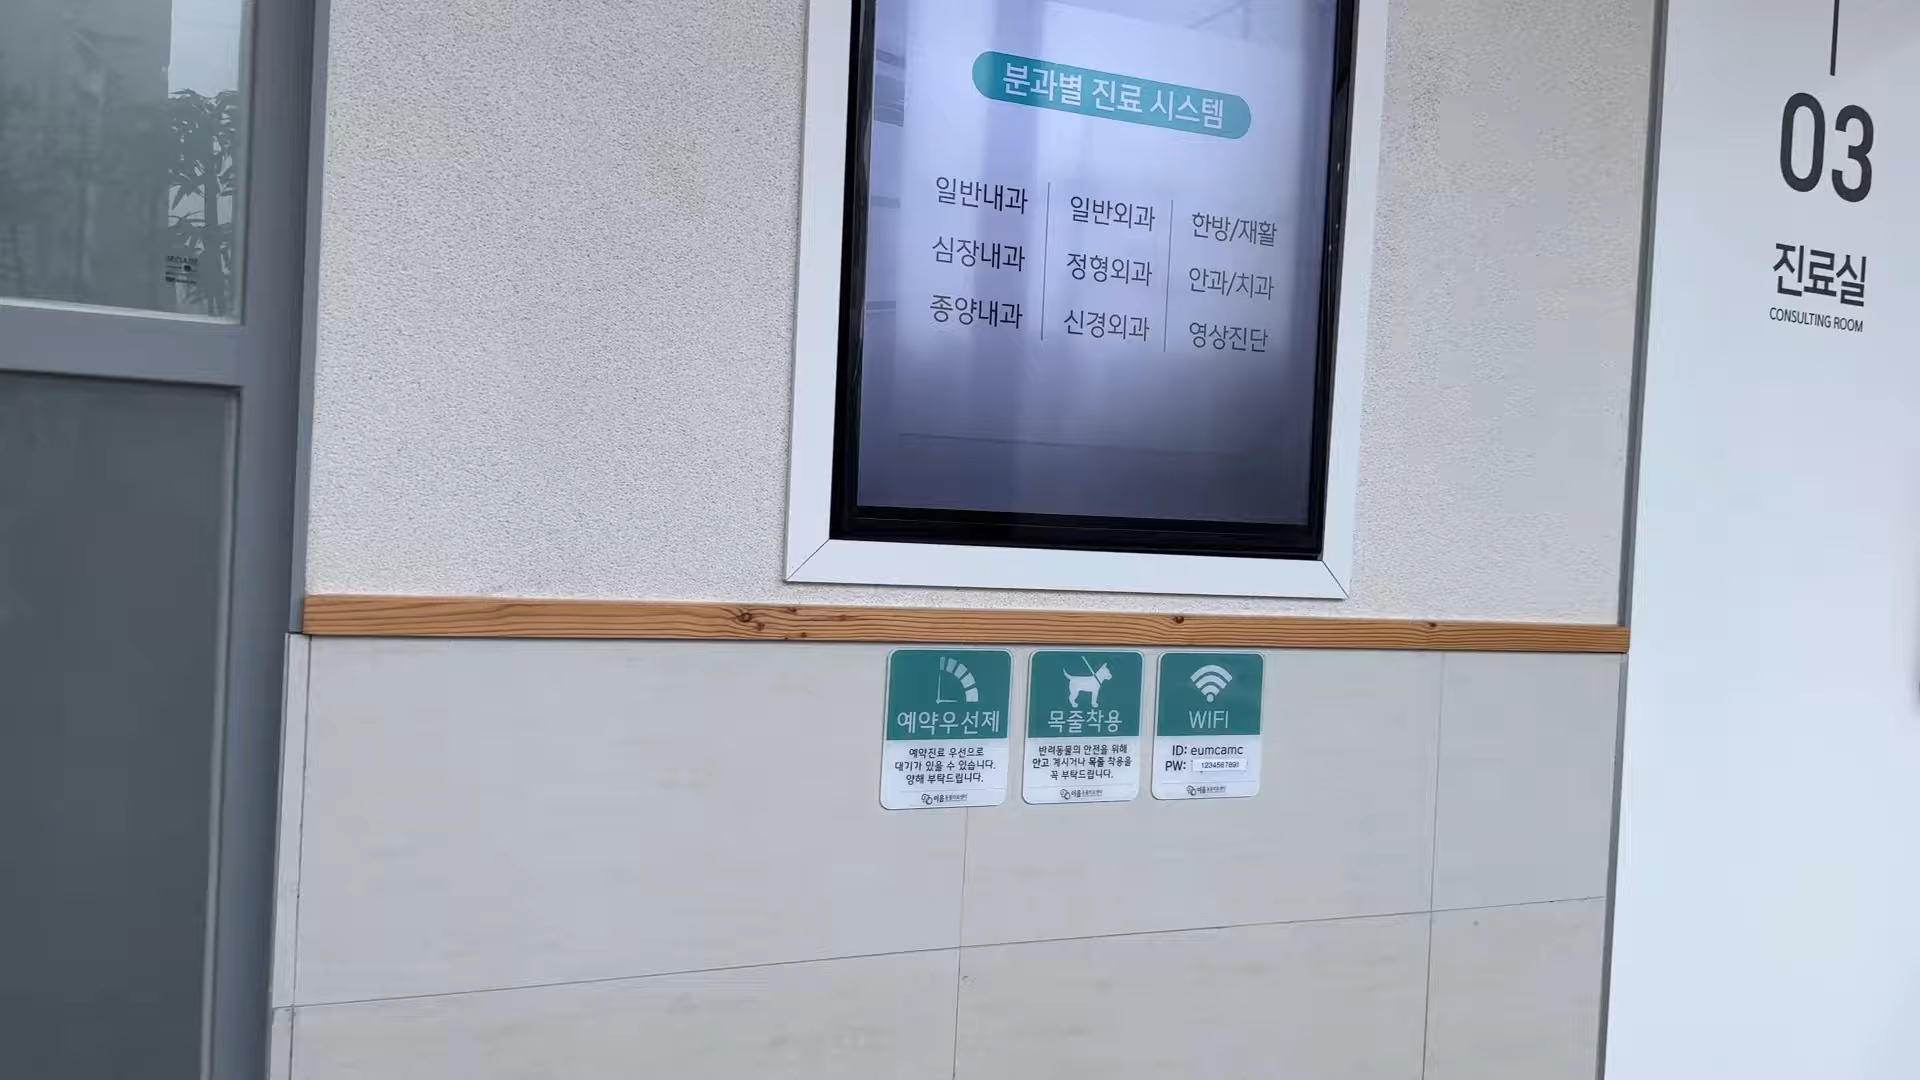 분과별 진료 시스템
일반내과
심장내과
종양내과
일반외과
정형외과
신경외과
한방/재활
안과/치과
영상진단
03
진료실
CONSULTING ROOM
예약우선제
예약진료 우선으로
대기가 있을 수 있습니다.
양해 부탁드립니다.
목줄착용
반려동물의 안전을 위해
안고 계시거나 목줄 착용을
꼭 부탁드립니다.
WIFI
ID: eumcamc
PW: 1234567891